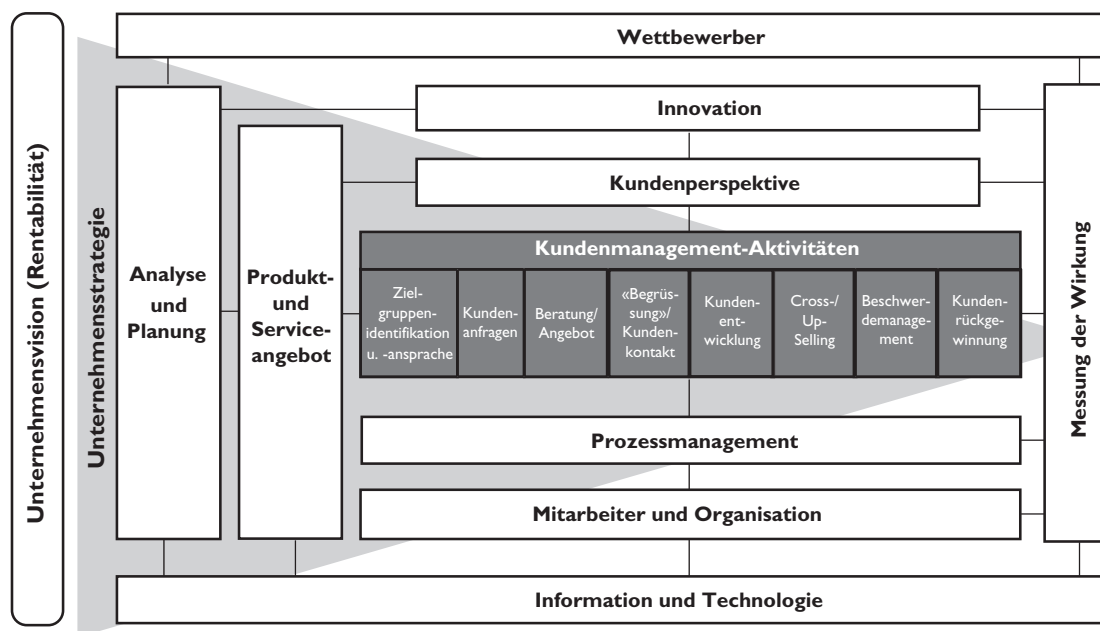 Unternehmensvision (Rentabilität)
Unternehmensstrategie
Wettbewerber
Analyse
und
Planung
Produkt-
und
Service-
angebot
Innovation
Kundenperspektive
Kundenmanagement-Aktivitäten
Ziel-
gruppen-
identifikation
u. -ansprache
Kunden-
anfragen
Beratung/
Angebot
«Begrüs-
sung»/
Kunden-
kontakt
Kunden-
ent-
wicklung
Cross-/
Up-
Selling
Beschwer-
demanage-
ment
Kunden-
rückge-
winnung
Prozessmanagement
Mitarbeiter und Organisation
Messung der Wirkung
Information und Technologie